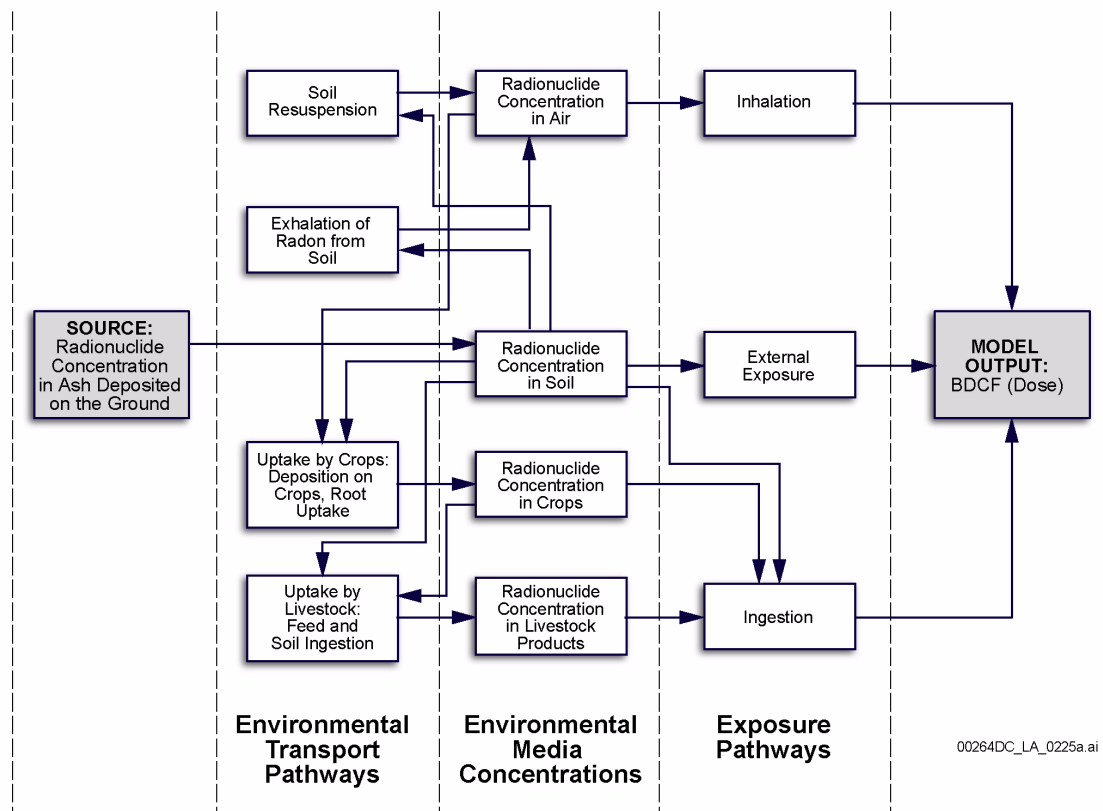 Soil
Resuspension
Radionuclide
Concentration
in Air
Inhalation
Exhalation of
Radon from
Soil
SOURCE:
Radionuclide
Concentration
in Ash Deposited
on the Ground
Radionuclide
Concentration
in Soil
External
Exposure
MODEL
OUTPUT:
BDCF (Dose)
Uptake by Crops:
Deposition on
Crops, Root
Uptake
Radionuclide
Concentration
in Crops
Uptake by
Livestock:
Feed and
Soil Ingestion
Radionuclide
Concentration
in Livestock
Products
Ingestion
Environmental
Transport
Pathways
Environmental
Media
Concentrations
Exposure
Pathways
00264DC_LA_0225a.ai